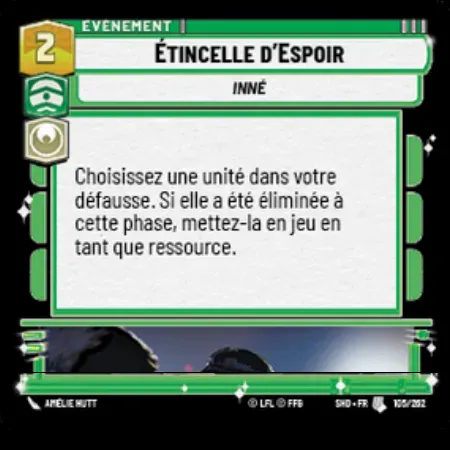 ÉVÉNEMENT
2
ÉTINCELLE D'ESPOIR
INNÉ
Choisissez une unité dans votre
défausse. Si elle a été éliminée à
cette phase, mettez-la en jeu en
tant que ressource.
AMÉLIE HUTT
© LFL © FFG
SHD • FR
105/262